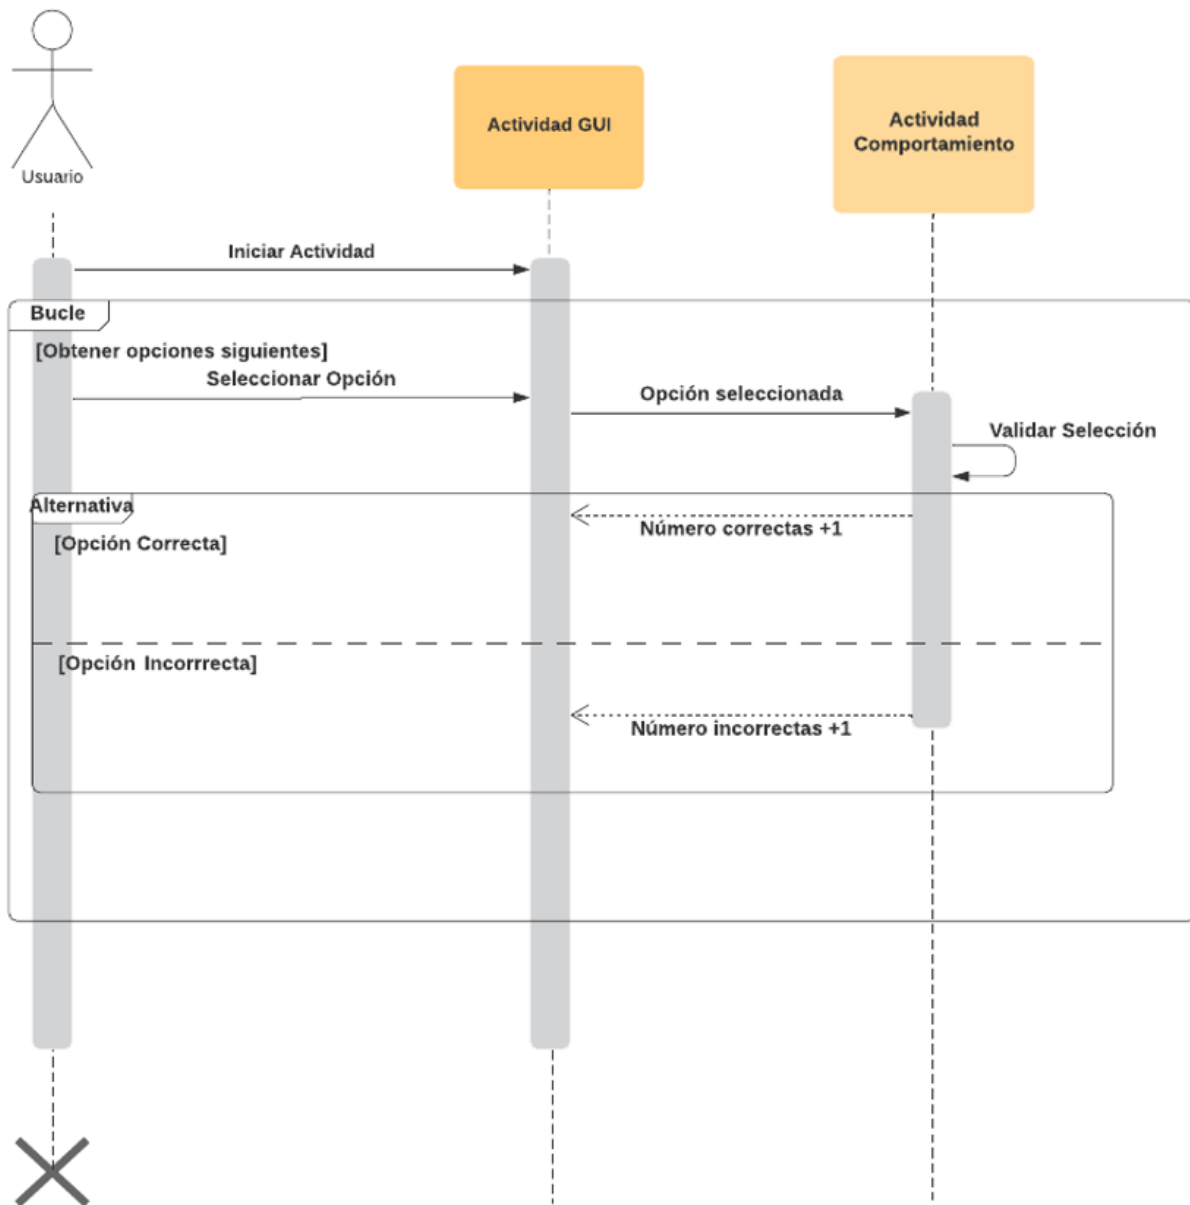 Usuario
Actividad GUI
Actividad
Comportamiento
Iniciar Actividad
Bucle
[Obtener opciones siguientes]
Seleccionar Opción
Opción seleccionada
Validar Selección
Alternativa
Número correctas +1
[Opción Correcta]
[Opción Incorrrecta]
Número incorrectas +1